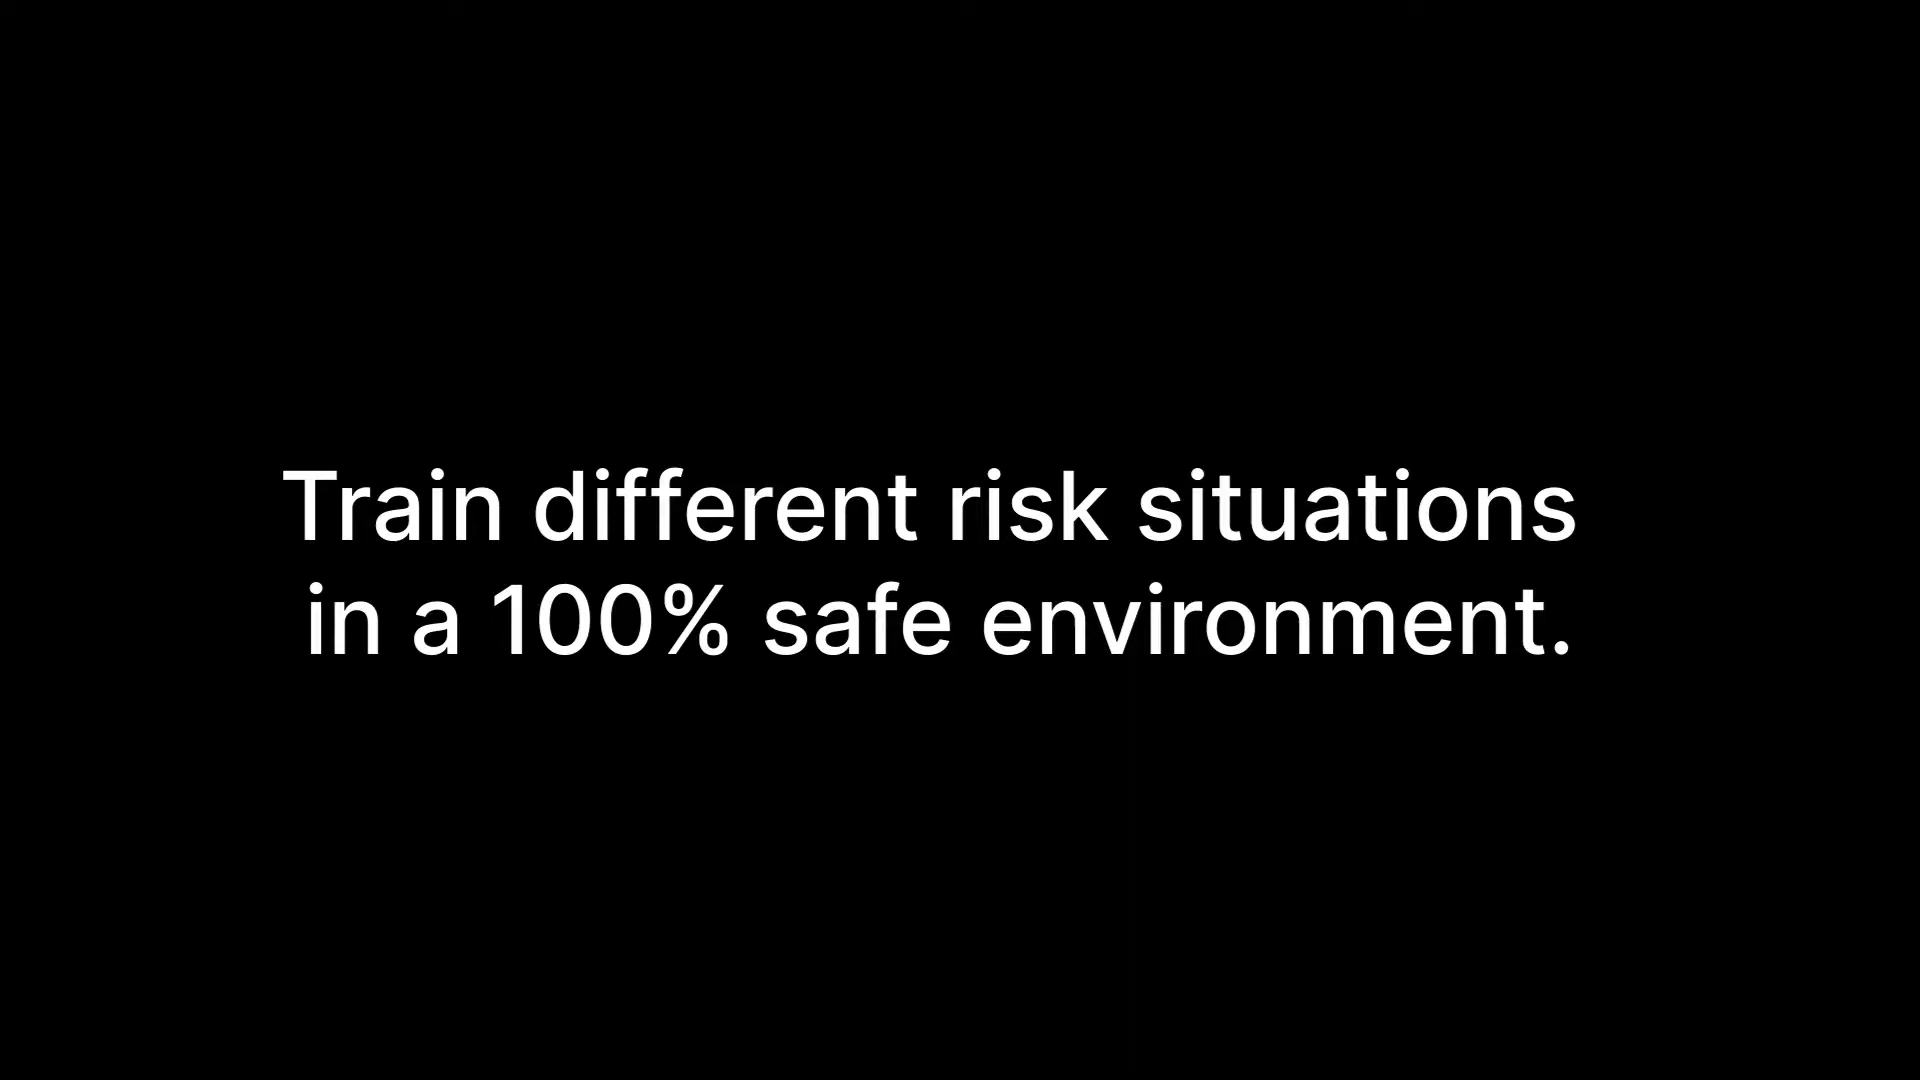 Train different risk situations
in a 100% safe environment.